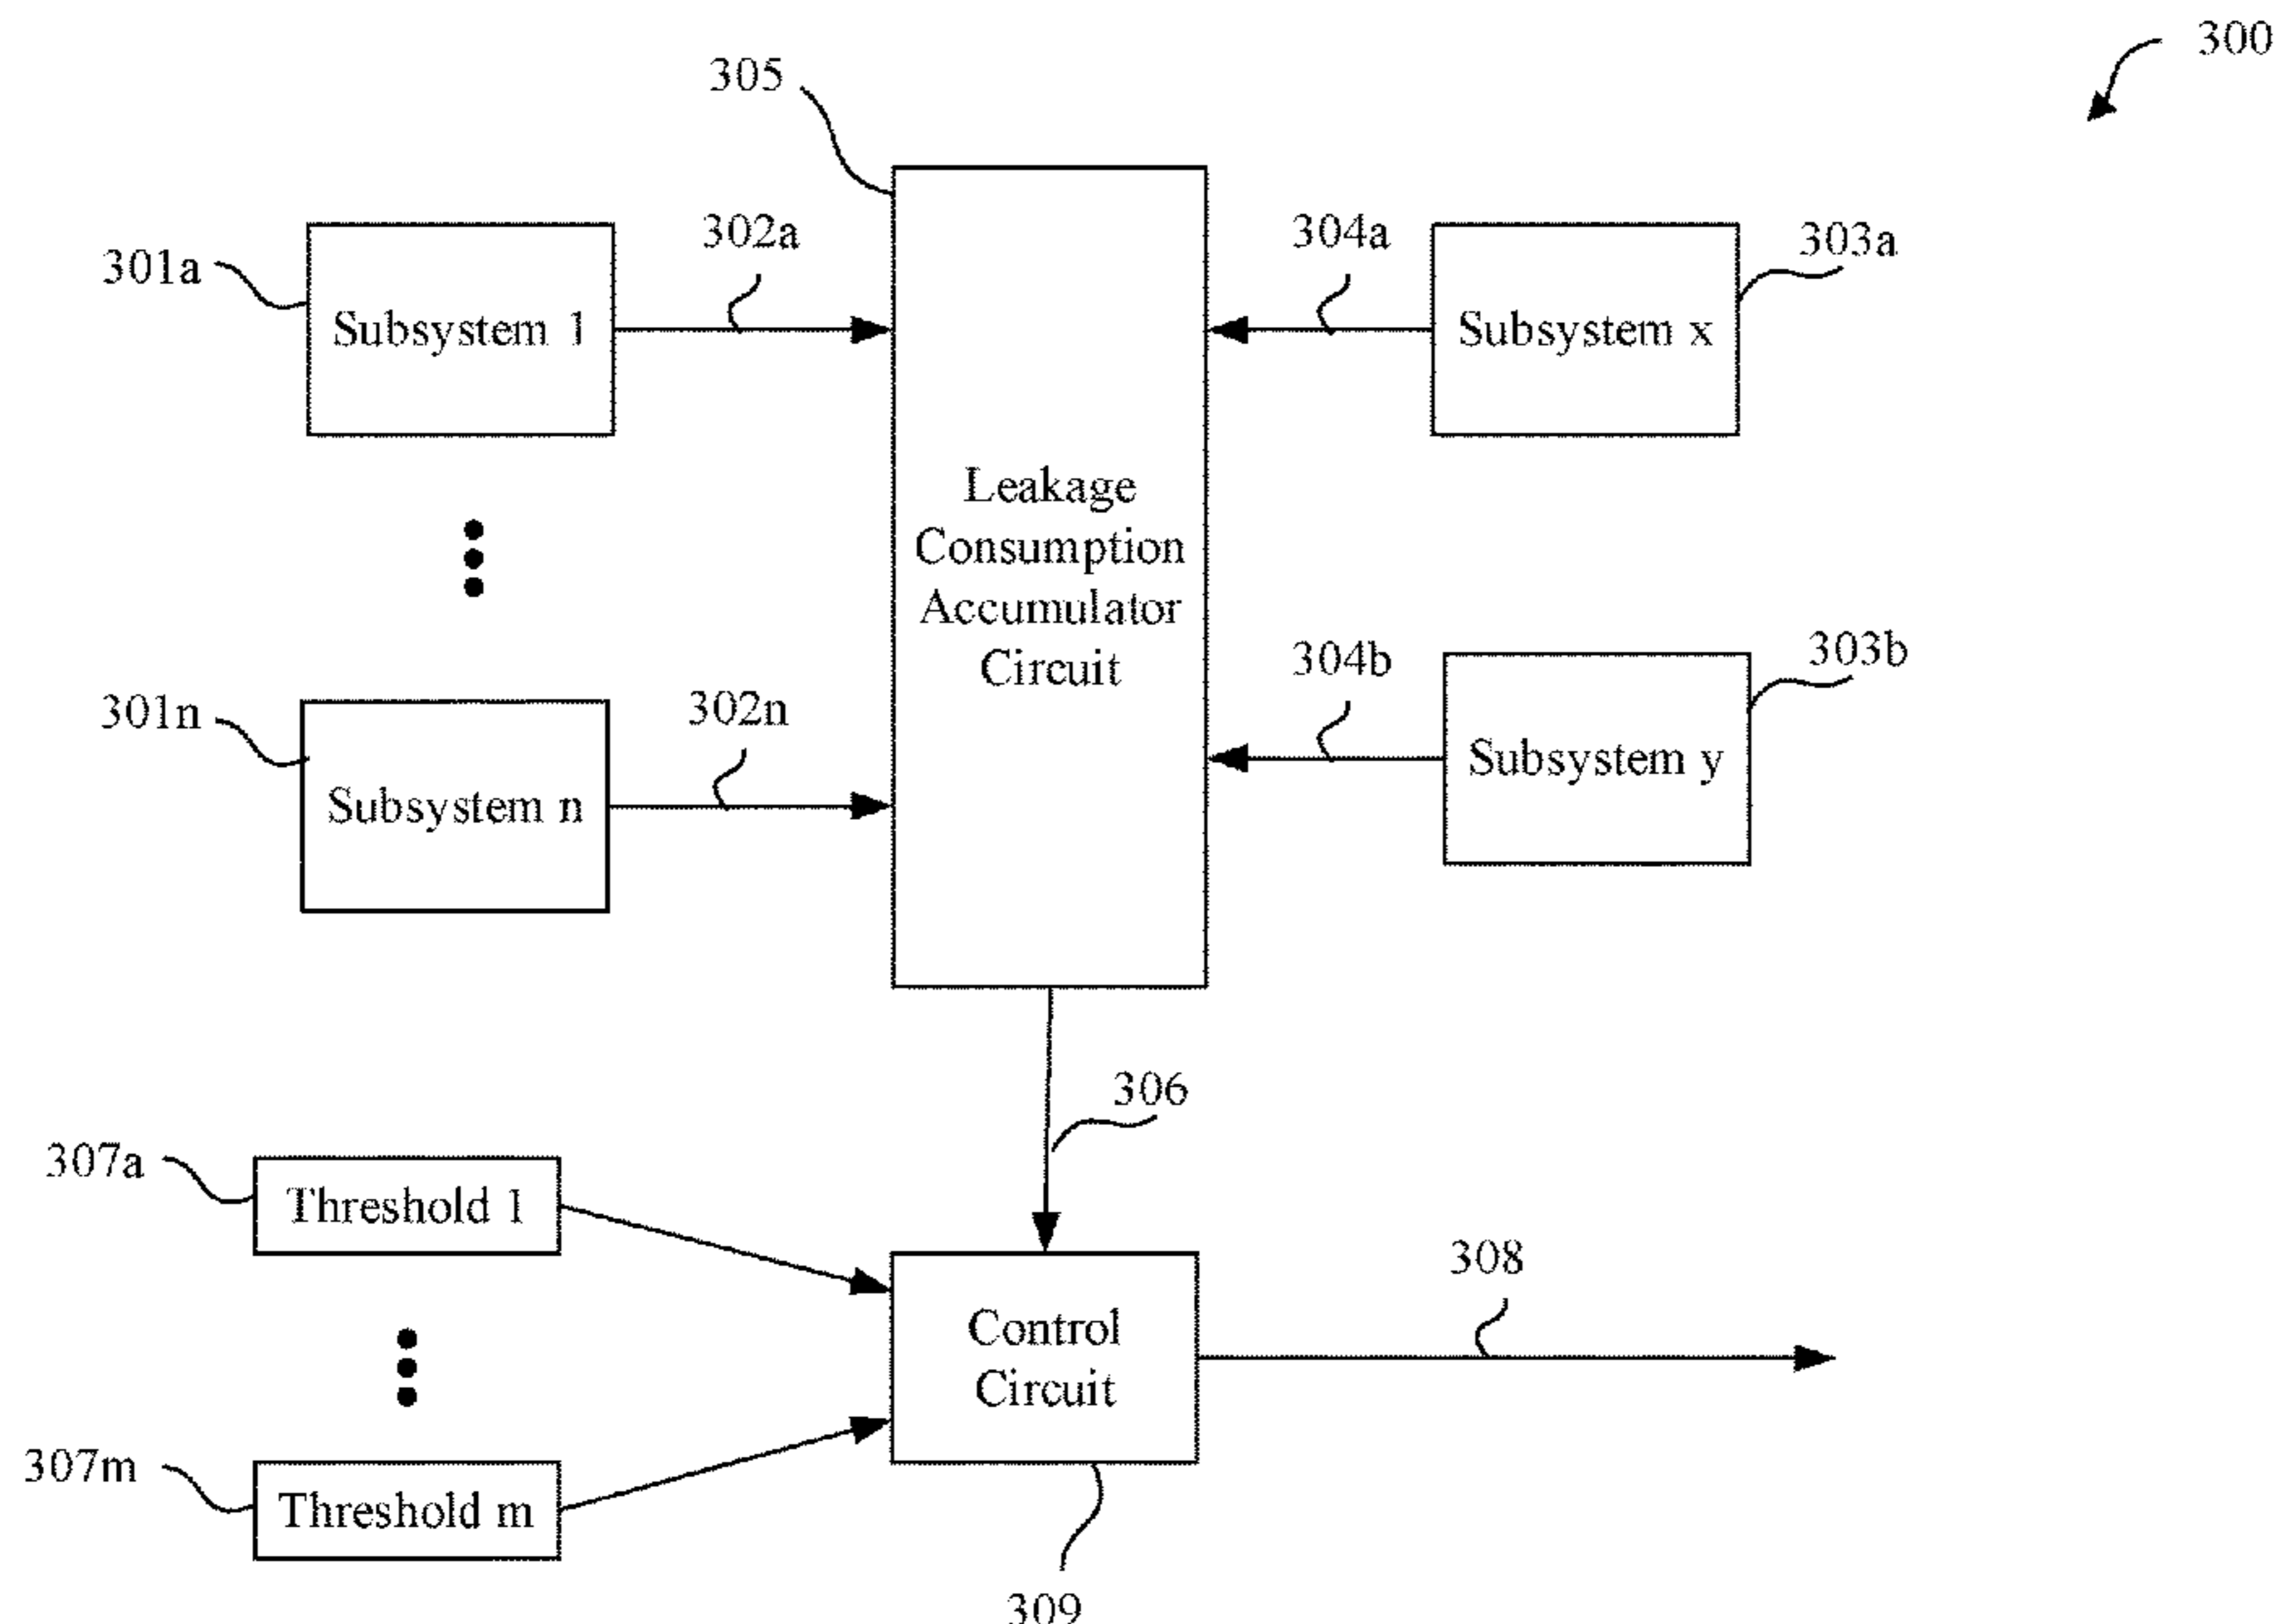 300
305
302a
304a
303a
301a
Subsystem 1
Subsystem x
Leakage
Consumption
Accumulator
Circuit
304b
303b
301n
302n
Subsystem n
Subsystem y
306
307a
Threshold 1
308
Control
Circuit
307m
Threshold m
309